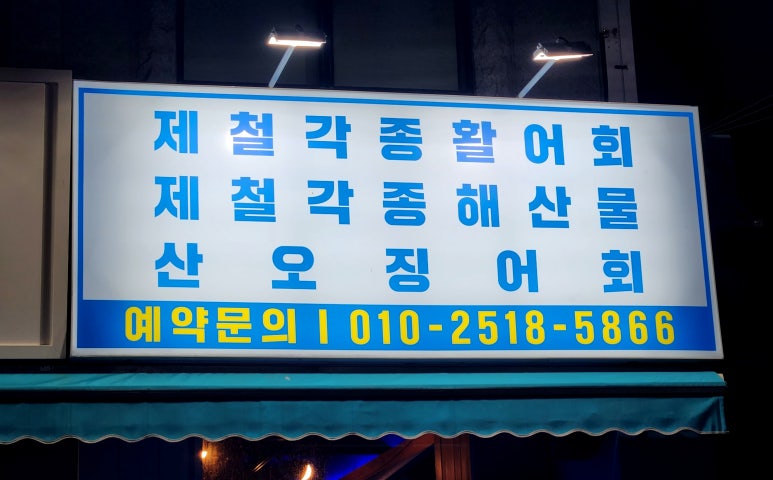 제철각종활어회
제철각종해산물
산오징어회
예약문의 | 010-2518-5866